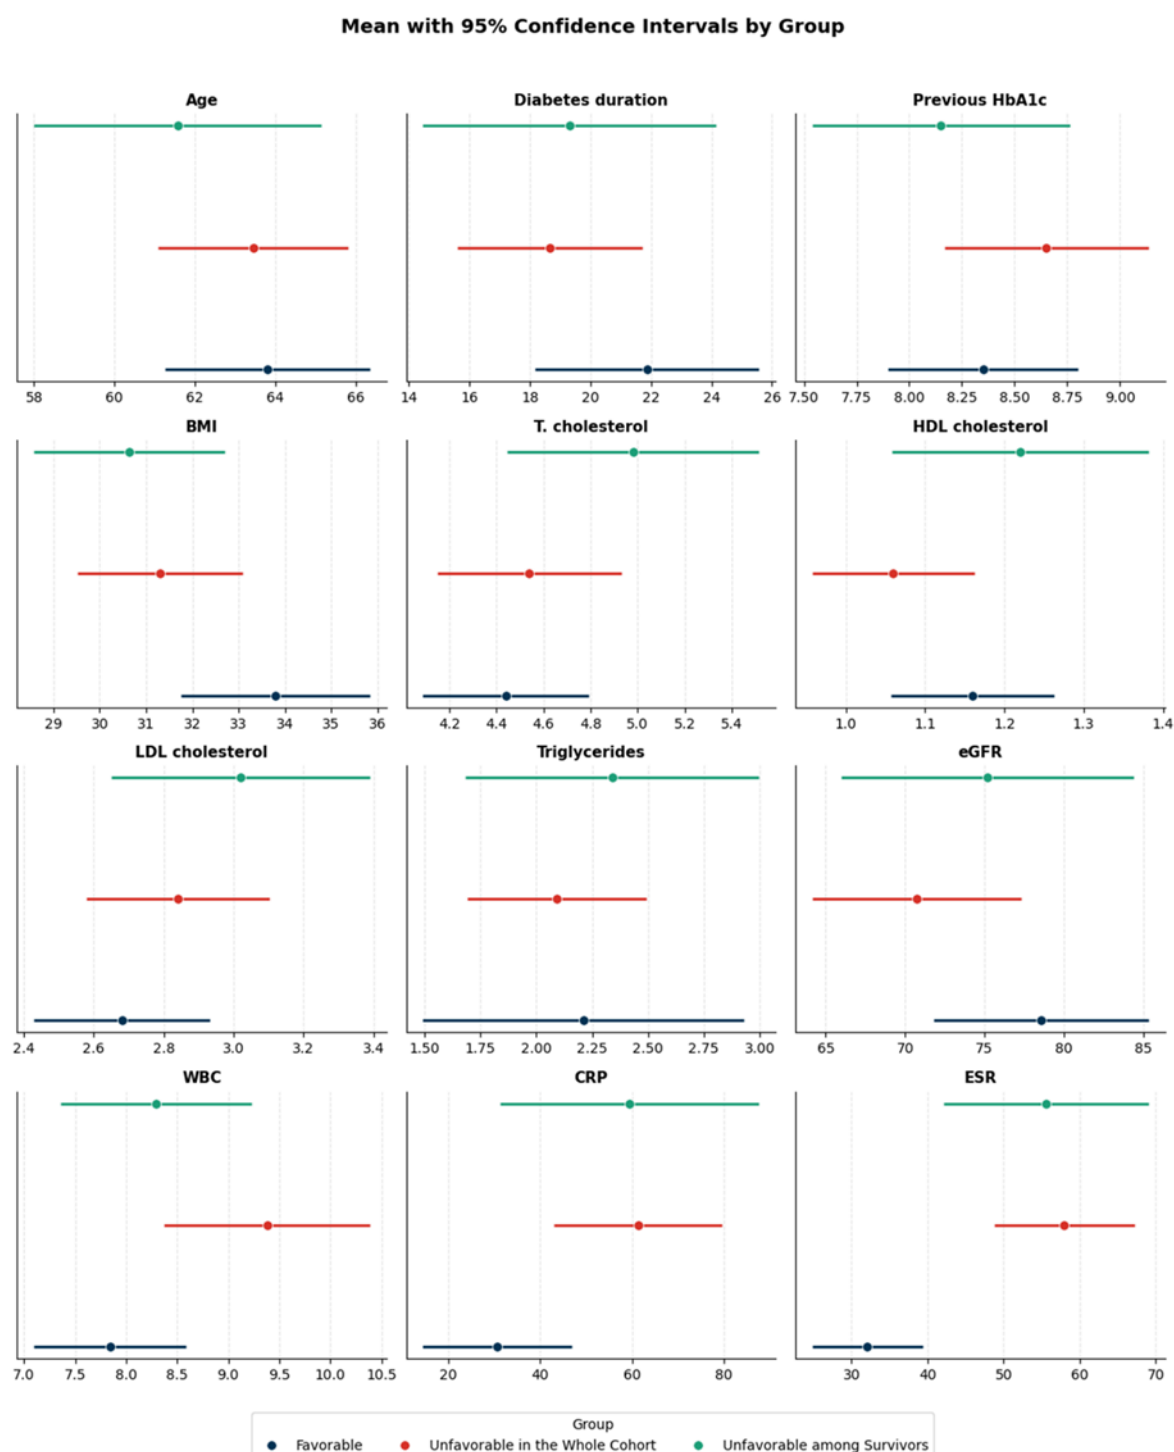 Mean with 95% Confidence Intervals by Group
Age
Diabetes duration
Previous HbA1c
58 60 62 64 66
14 16 18 20 22 24 26
7.50 7.75 8.00 8.25 8.50 8.75 9.00
BMI
T. cholesterol
HDL cholesterol
29 30 31 32 33 34 35 36
4.2 4.4 4.6 4.8 5.0 5.2 5.4
1.0 1.1 1.2 1.3 1.4
LDL cholesterol
Triglycerides
eGFR
2.4 2.6 2.8 3.0 3.2 3.4
1.50 1.75 2.00 2.25 2.50 2.75 3.00
65 70 75 80 85
WBC
CRP
ESR
7.0 7.5 8.0 8.5 9.0 9.5 10.0 10.5
20 40 60 80
30 40 50 60 70
Group
Favorable
Unfavorable in the Whole Cohort
Unfavorable among Survivors